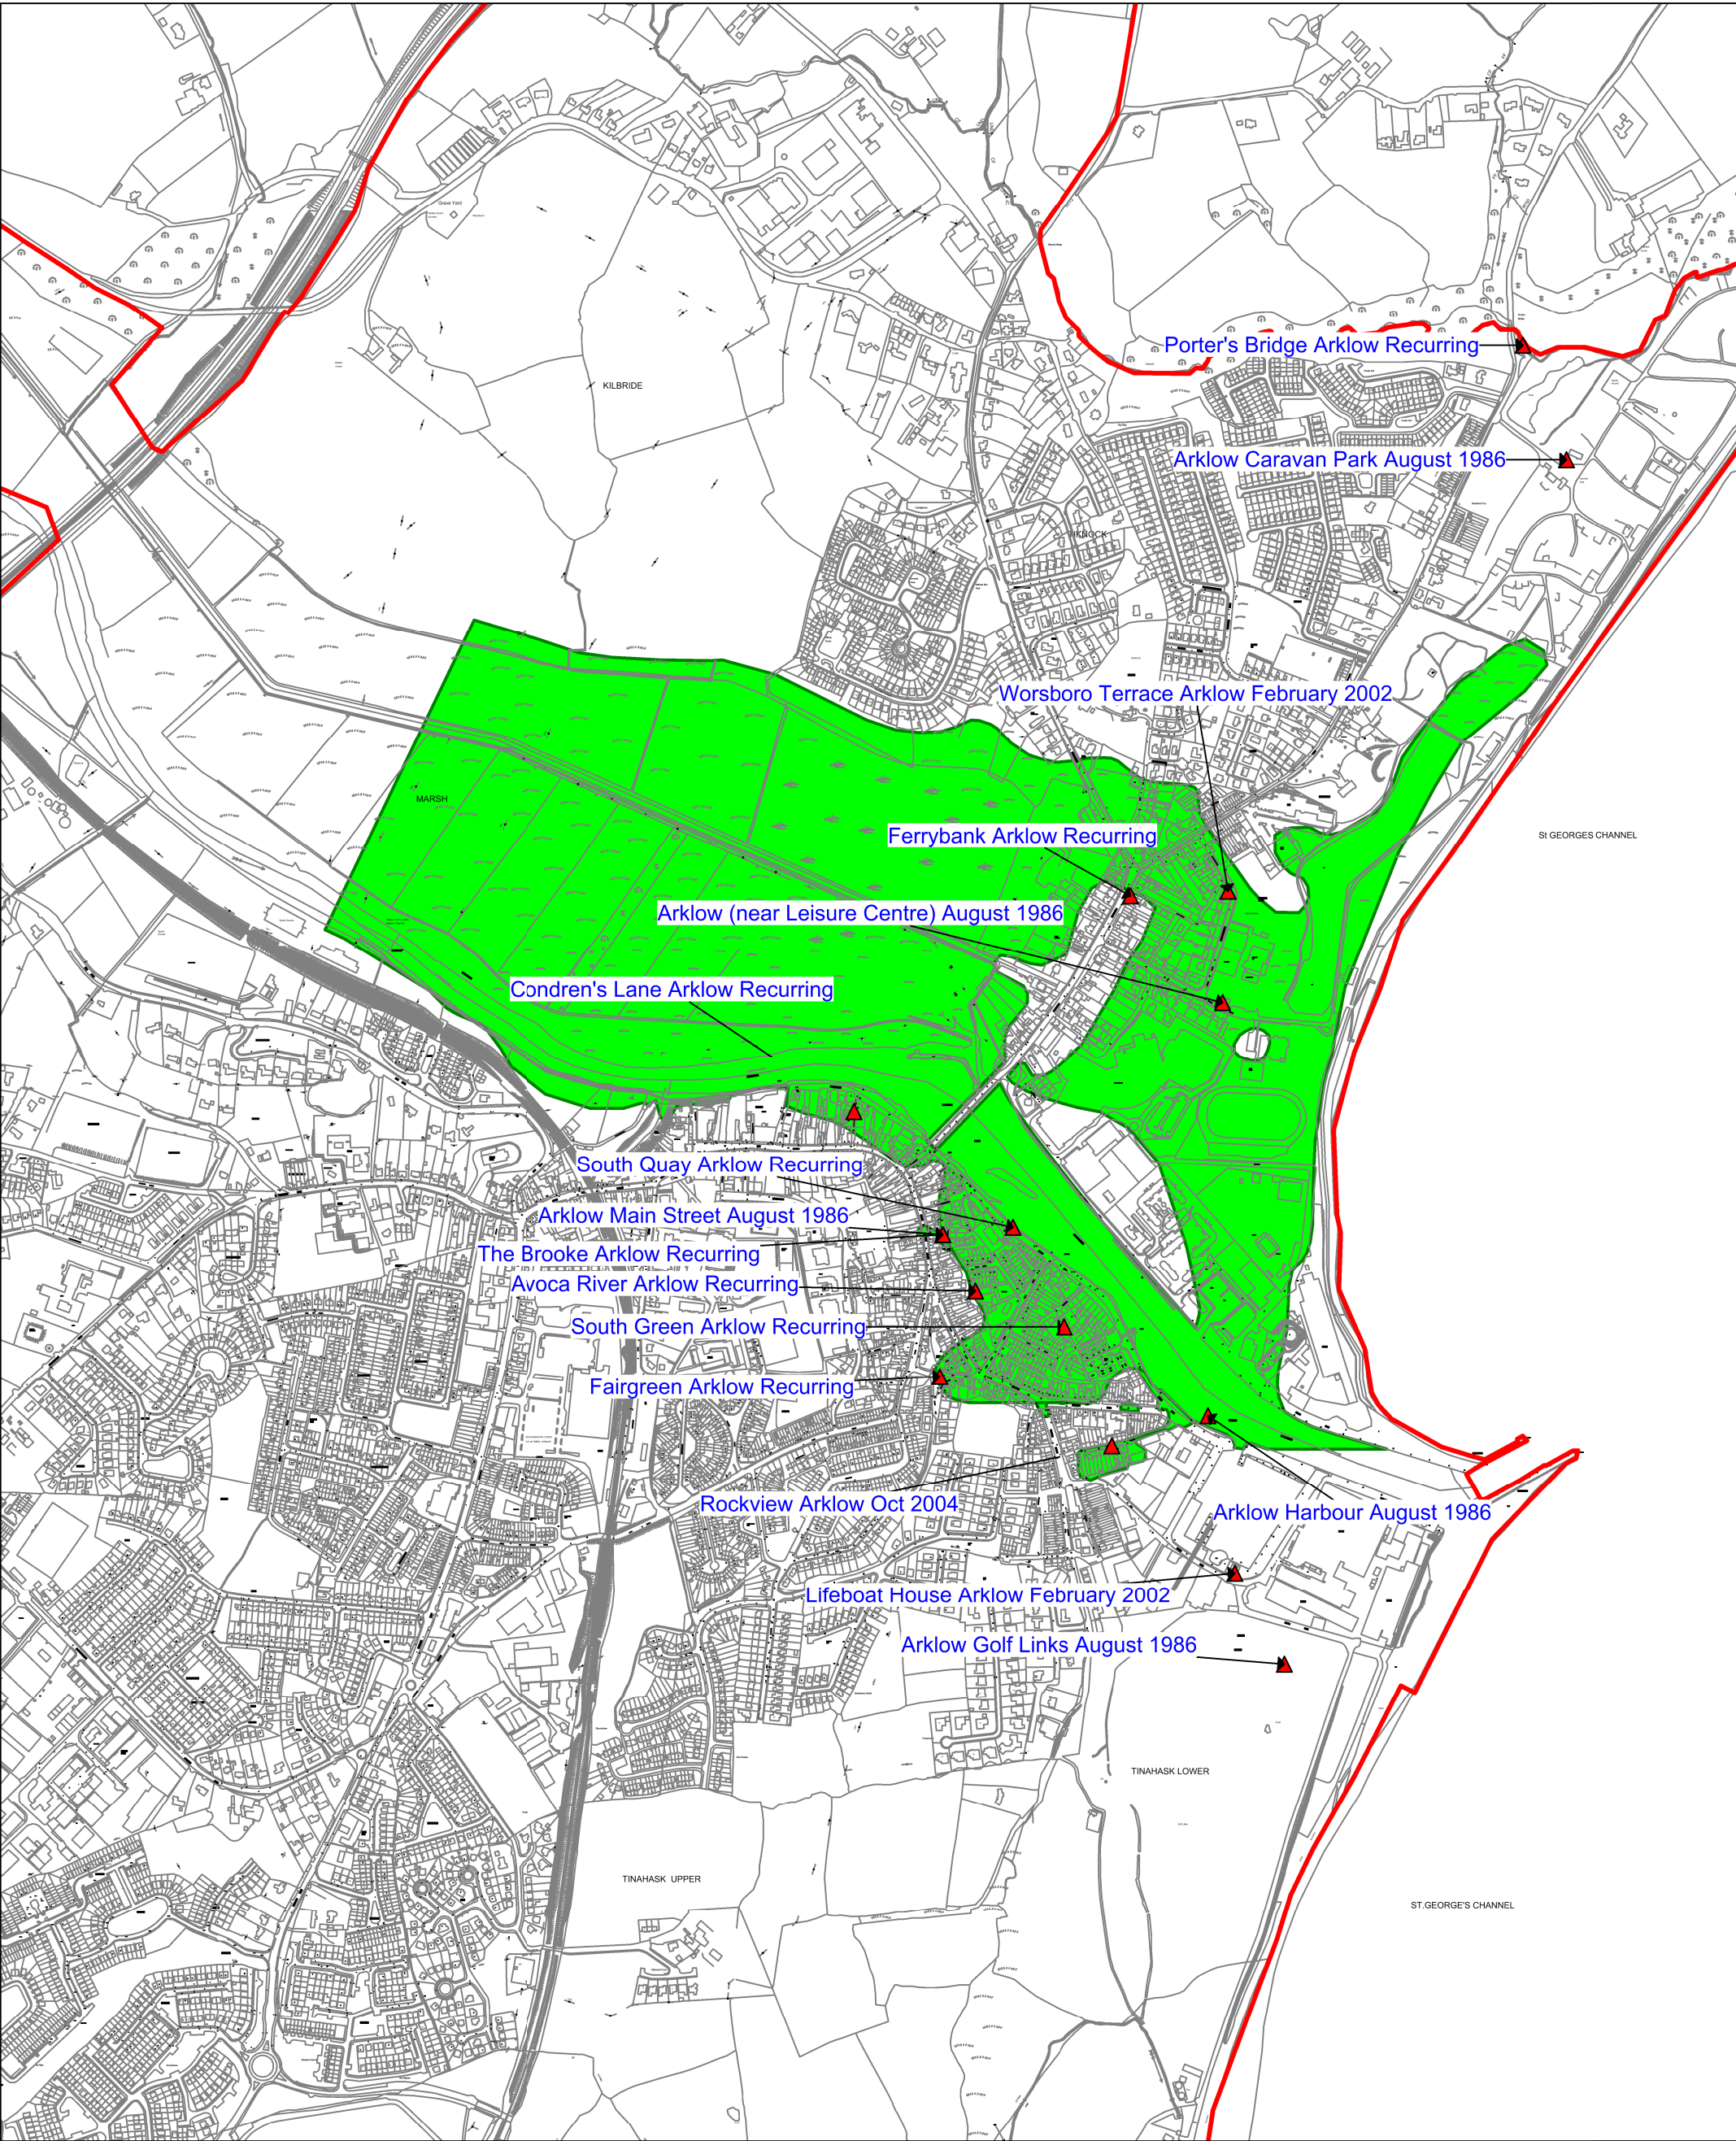 Grave Yard
Porter's Bridge Arklow Recurring
KILBRIDE
Arklow Caravan Park August 1986
TIKNOCK
Worsboro Terrace Arklow February 2002
MARSH
St GEORGES CHANNEL
Ferrybank Arklow Recurring
Arklow (near Leisure Centre) August 1986
Condren's Lane Arklow Recurring
South Quay Arklow Recurring
Arklow Main Street August 1986
The Brooke Arklow Recurring
Avoca River Arklow Recurring
South Green Arklow Recurring
Fairgreen Arklow Recurring
Rockview Arklow Oct 2004
Arklow Harbour August 1986
Lifeboat House Arklow February 2002
Arklow Golf Links August 1986
TINAHASK LOWER
TINAHASK UPPER
ST.GEORGE'S CHANNEL